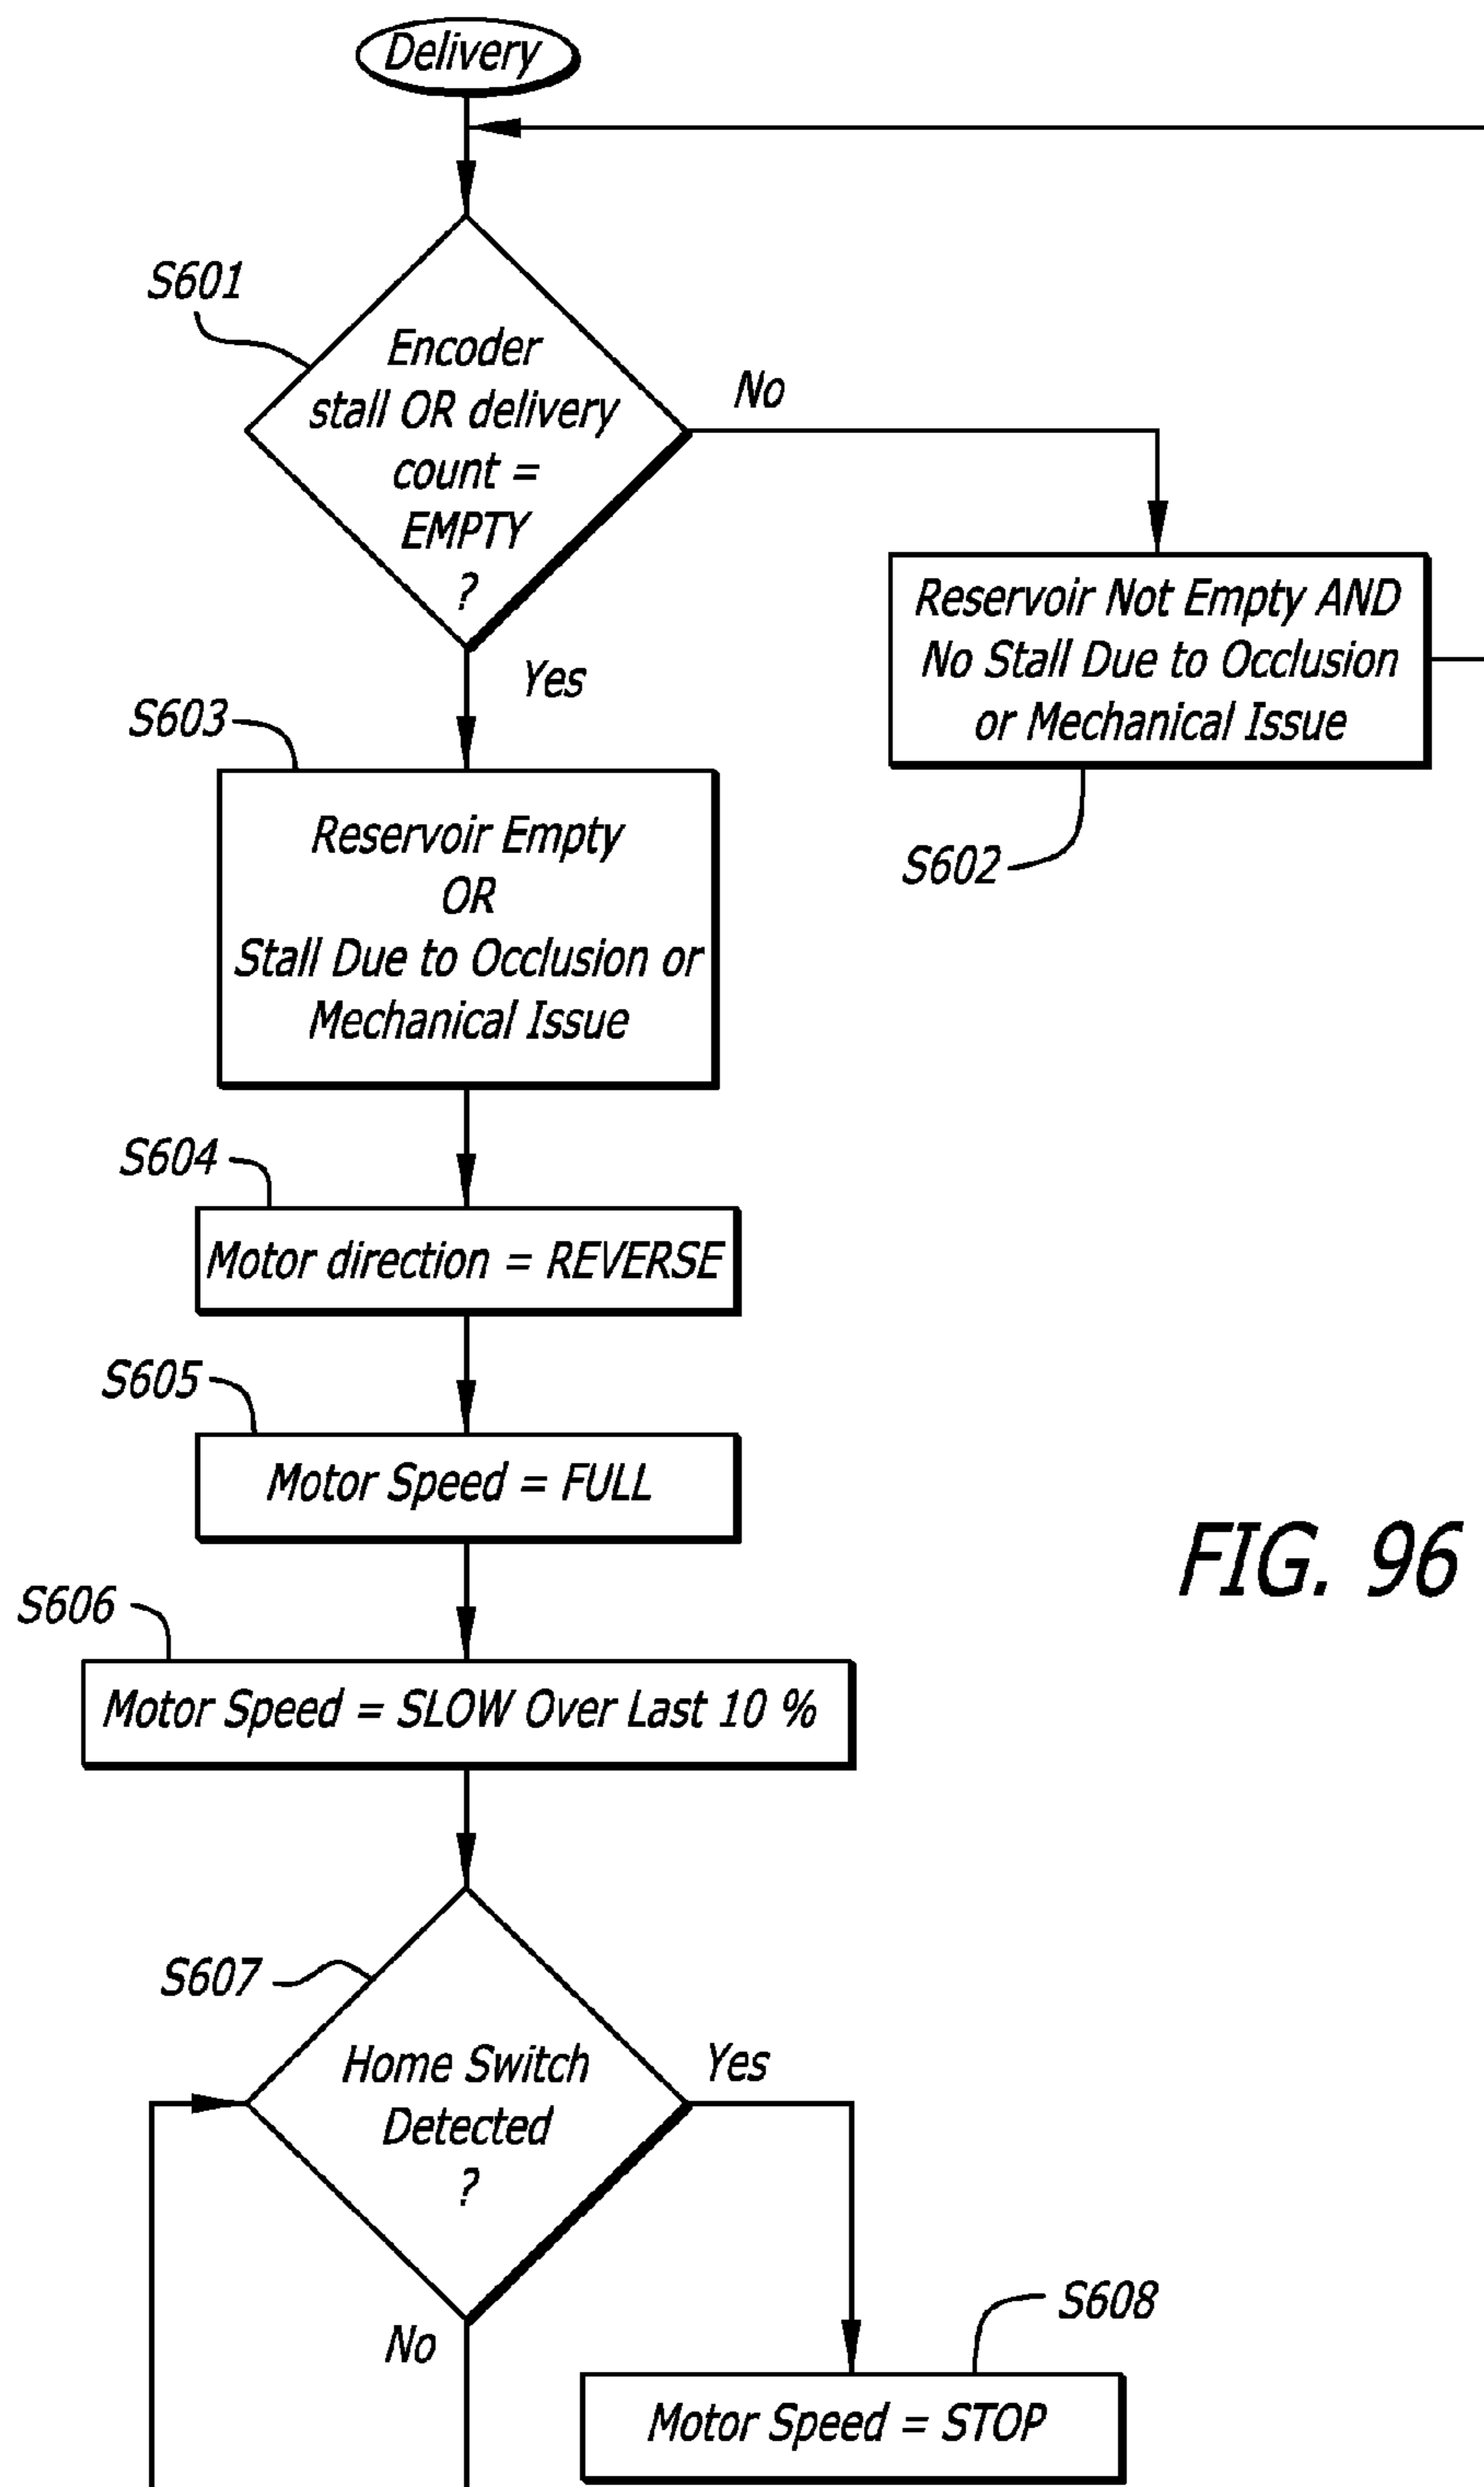 Delivery
S601
Encoder
stall OR delivery
count =
EMPTY
?
No
Yes
Reservoir Not Empty AND
No Stall Due to Occlusion
or Mechanical Issue
S602
S603
Reservoir Empty
OR
Stall Due to Occlusion or
Mechanical Issue
S604
Motor direction = REVERSE
S605
Motor Speed = FULL
FIG. 96
S606
Motor Speed = SLOW Over Last 10 %
S607
Home Switch
Detected
?
Yes
No
S608
Motor Speed = STOP